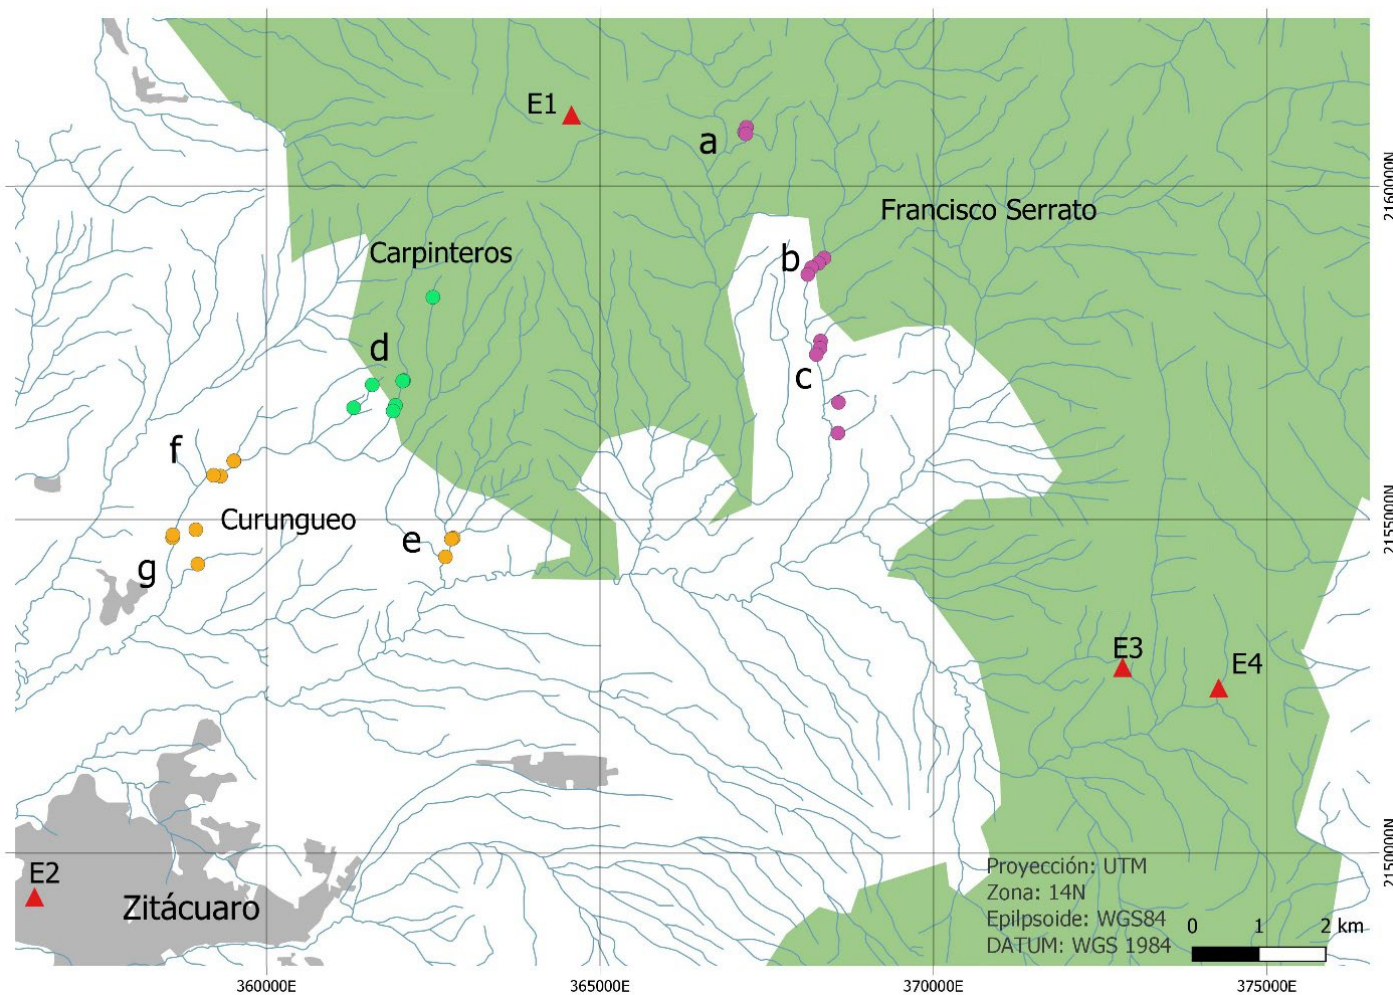 E1
a
2160000N
Francisco Serrato
Carpinteros
b
d
c
f
Curungueo
2155000N
e
g
E3
E4
2150000N
Proyección: UTM
E2
Zona: 14N
Zitácuaro
Epilpsoide: WGS84
0 1 2 km
DATUM: WGS 1984
360000E 365000E 370000E 375000E